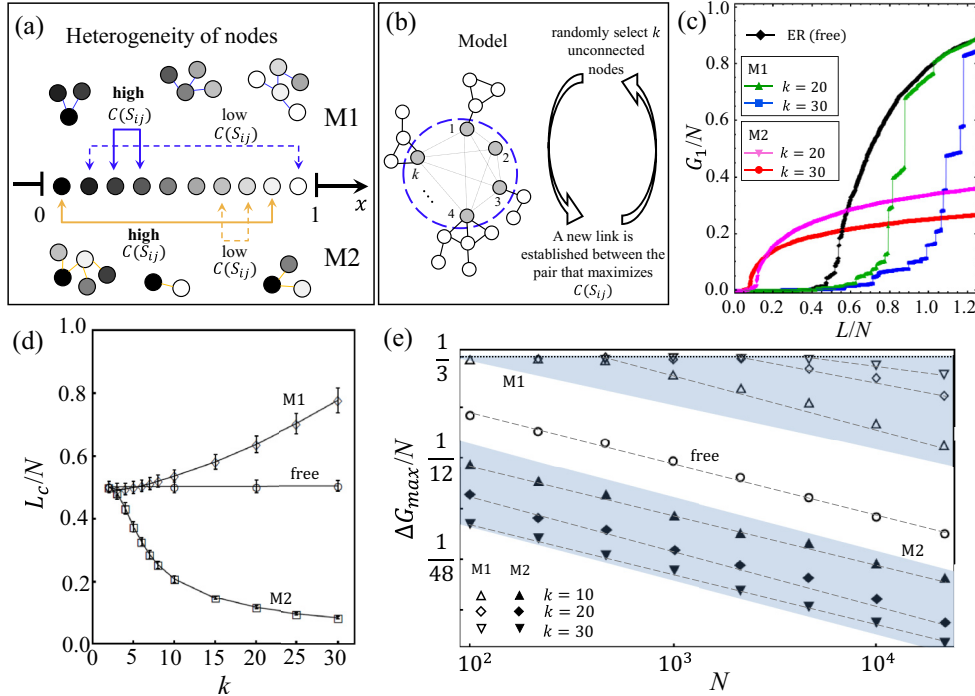 (a)
Heterogeneity of nodes
high
C(S_ij)
low
C(S_ij)
M1
0
1
x
high
C(S_ij)
low
C(S_ij)
M2
(b)
Model
1
2
3
4
k
...
randomly select k
unconnected
nodes
A new link is
established between the
pair that maximizes
C(S_ij)
(c)
G_1/N
1.0
0.8
0.6
0.4
0.2
0.0
ER (free)
M1
k = 20
k = 30
M2
k = 20
k = 30
0.0 0.2 0.4 0.6 0.8 1.0 1.2
L/N
(d)
L_c/N
1.0
0.8
0.6
0.4
0.2
0.0
M1
free
M2
0 5 10 15 20 25 30
k
(e)
ΔG_max/N
1/3
1/12
1/48
M1
free
M2
M1 M2
k = 10
k = 20
k = 30
10^2 10^3 10^4
N